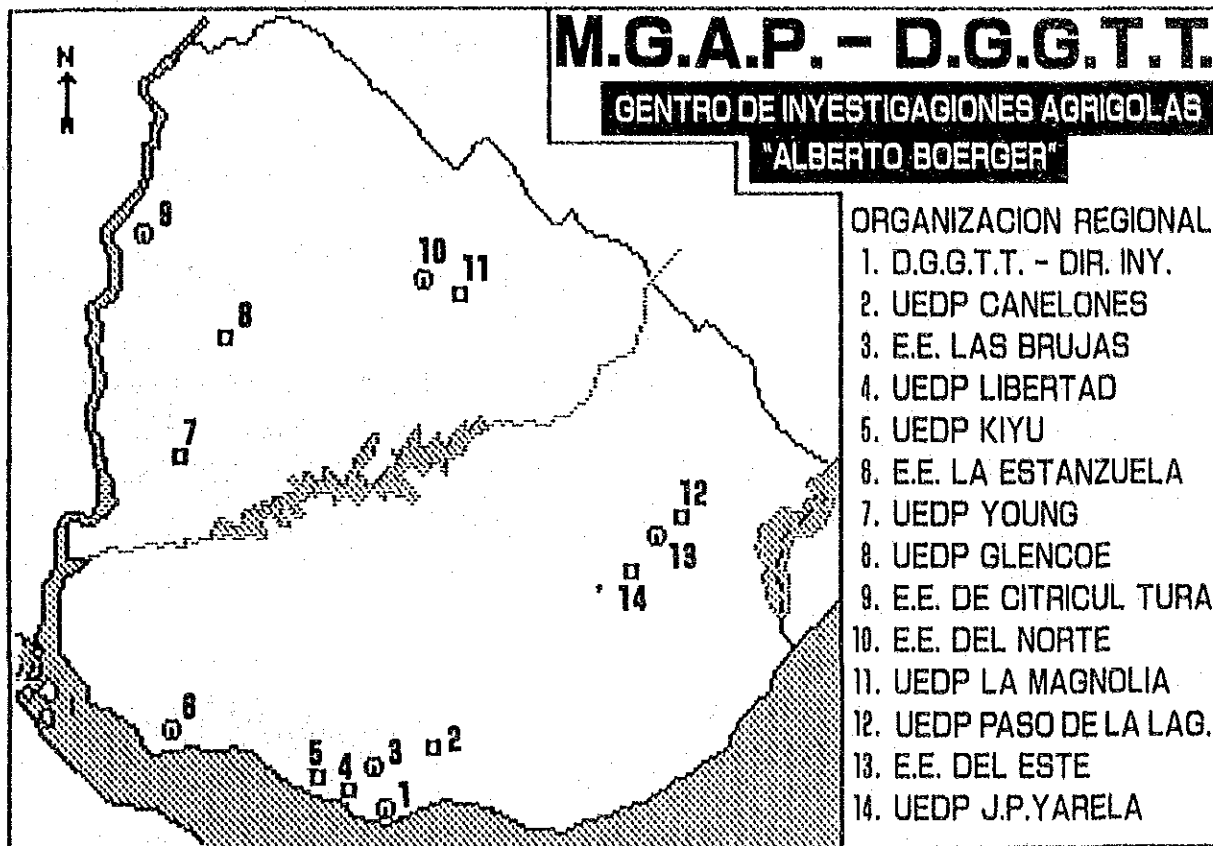 M.G.A.P. - D.G.G.T.T.
GENTRO DE INYESTIGAGIONES AGRIGOLAS
"ALBERTO BOERGER"
N
N
9
10
11
8
7
12
13
14
6
5
4
3
2
1
ORGANIZACION REGIONAL
1. D.G.G.T.T. - DIR. INY.
2. UEDP CANELONES
3. E.E. LAS BRUJAS
4. UEDP LIBERTAD
5. UEDP KIYU
6. E.E. LA ESTANZUELA
7. UEDP YOUNG
8. UEDP GLENCOE
9. E.E. DE CITRICUL TURA
10. E.E. DEL NORTE
11. UEDP LA MAGNOLIA
12. UEDP PASO DE LA LAG.
13. E.E. DEL ESTE
14. UEDP J.P.YARELA